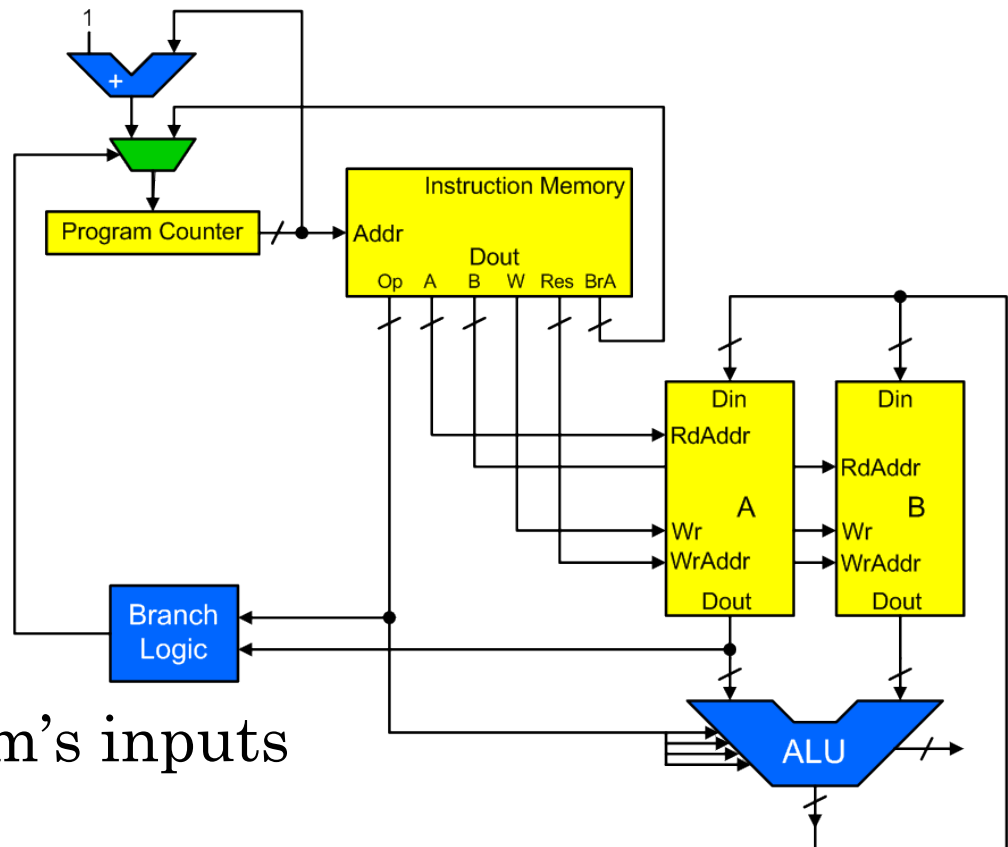 1
+
Program Counter
Instruction Memory
Addr
Dout
Op A B W Res BrA
Din
RdAddr
A
Wr
WrAddr
Dout
Din
RdAddr
B
Wr
WrAddr
Dout
Branch
Logic
m’s inputs
ALU